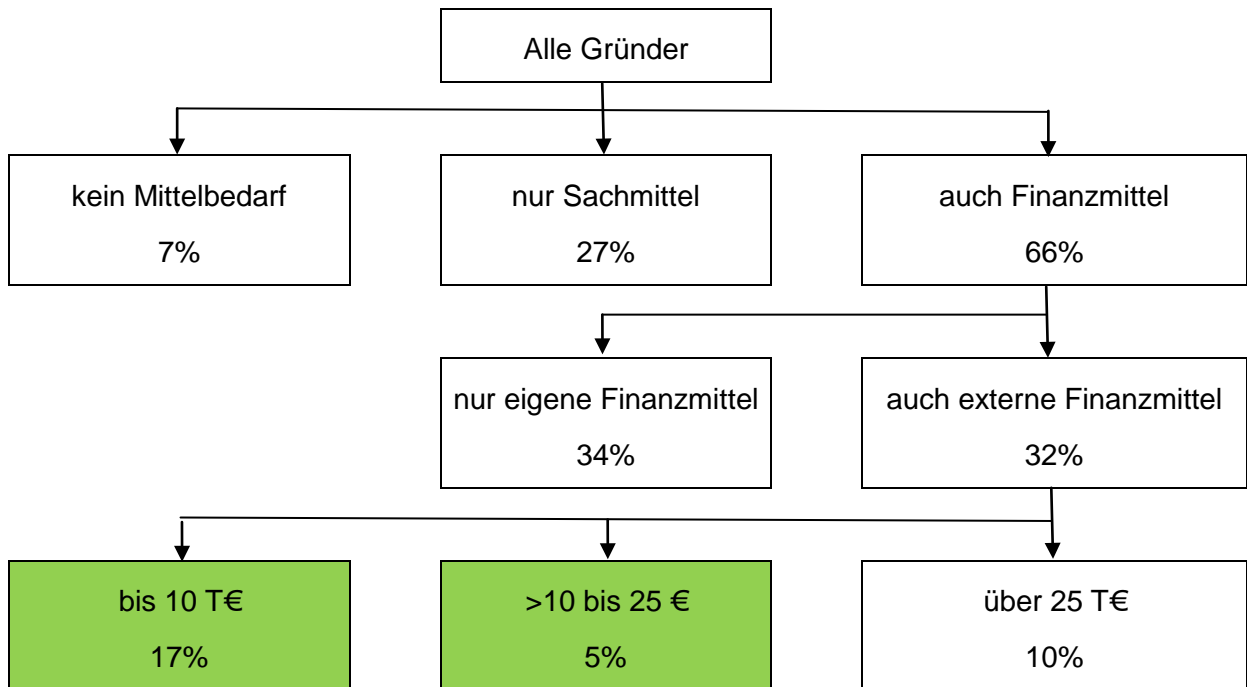 Alle Gründer
kein Mittelbedarf
7%
nur Sachmittel
27%
auch Finanzmittel
66%
nur eigene Finanzmittel
34%
auch externe Finanzmittel
32%
bis 10 T€
17%
>10 bis 25 €
5%
über 25 T€
10%